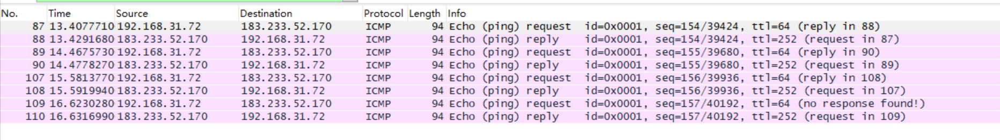 No. Time Source Destination Protocol Length Info
87 13.4077710 192.168.31.72 183.233.52.170 ICMP 94 Echo (ping) request id=0x0001, seq=154/39424, ttl=64 (reply in 88)
88 13.4291680 183.233.52.170 192.168.31.72 ICMP 94 Echo (ping) reply id=0x0001, seq=154/39424, ttl=252 (request in 87)
89 14.4675730 192.168.31.72 183.233.52.170 ICMP 94 Echo (ping) request id=0x0001, seq=155/39680, ttl=64 (reply in 90)
90 14.4778270 183.233.52.170 192.168.31.72 ICMP 94 Echo (ping) reply id=0x0001, seq=155/39680, ttl=252 (request in 89)
107 15.5813770 192.168.31.72 183.233.52.170 ICMP 94 Echo (ping) request id=0x0001, seq=156/39936, ttl=64 (reply in 108)
108 15.5919940 183.233.52.170 192.168.31.72 ICMP 94 Echo (ping) reply id=0x0001, seq=156/39936, ttl=252 (request in 107)
109 16.6230280 192.168.31.72 183.233.52.170 ICMP 94 Echo (ping) request id=0x0001, seq=157/40192, ttl=64 (no response found!)
110 16.6316990 183.233.52.170 192.168.31.72 ICMP 94 Echo (ping) reply id=0x0001, seq=157/40192, ttl=252 (request in 109)